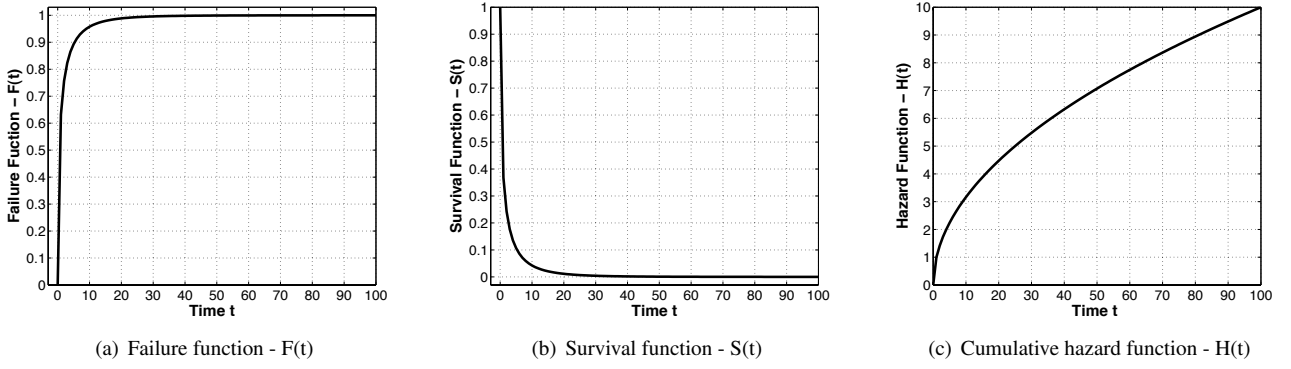 1
0.9
0.8
0.7
0.6
0.5
0.4
0.3
0.2
0.1
0
Failure Fuction – F(t)
0 10 20 30 40 50 60 70 80 90 100
Time t
(a) Failure function - F(t)
1
0.9
0.8
0.7
0.6
0.5
0.4
0.3
0.2
0.1
0
Survival Function – S(t)
0 10 20 30 40 50 60 70 80 90 100
Time t
(b) Survival function - S(t)
10
9
8
7
6
5
4
3
2
1
0
Hazard Function – H(t)
0 10 20 30 40 50 60 70 80 90 100
Time t
(c) Cumulative hazard function - H(t)